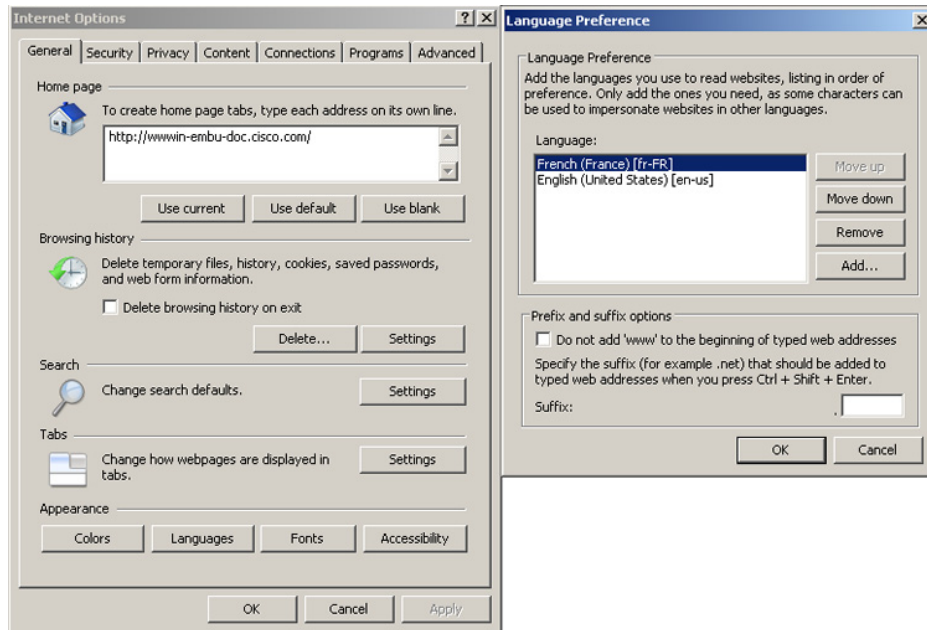 Internet Options
General Security Privacy Content Connections Programs Advanced
Home page
To create home page tabs, type each address on its own line.
http://wwwin-embu-doc.cisco.com/
Use current Use default Use blank
Browsing history
Delete temporary files, history, cookies, saved passwords,
and web form information.
Delete browsing history on exit
Delete... Settings
Search
Change search defaults.
Settings
Tabs
Change how webpages are displayed in
tabs.
Settings
Appearance
Colors Languages Fonts Accessibility
OK Cancel Apply
Language Preference
Language Preference
Add the languages you use to read websites, listing in order of
preference. Only add the ones you need, as some characters can
be used to impersonate websites in other languages.
Language:
French (France) [fr-FR]
English (United States) [en-us]
Move up
Move down
Remove
Add...
Prefix and suffix options
Do not add 'www' to the beginning of typed web addresses
Specify the suffix (for example .net) that should be added to
typed web addresses when you press Ctrl + Shift + Enter.
Suffix: .
OK Cancel